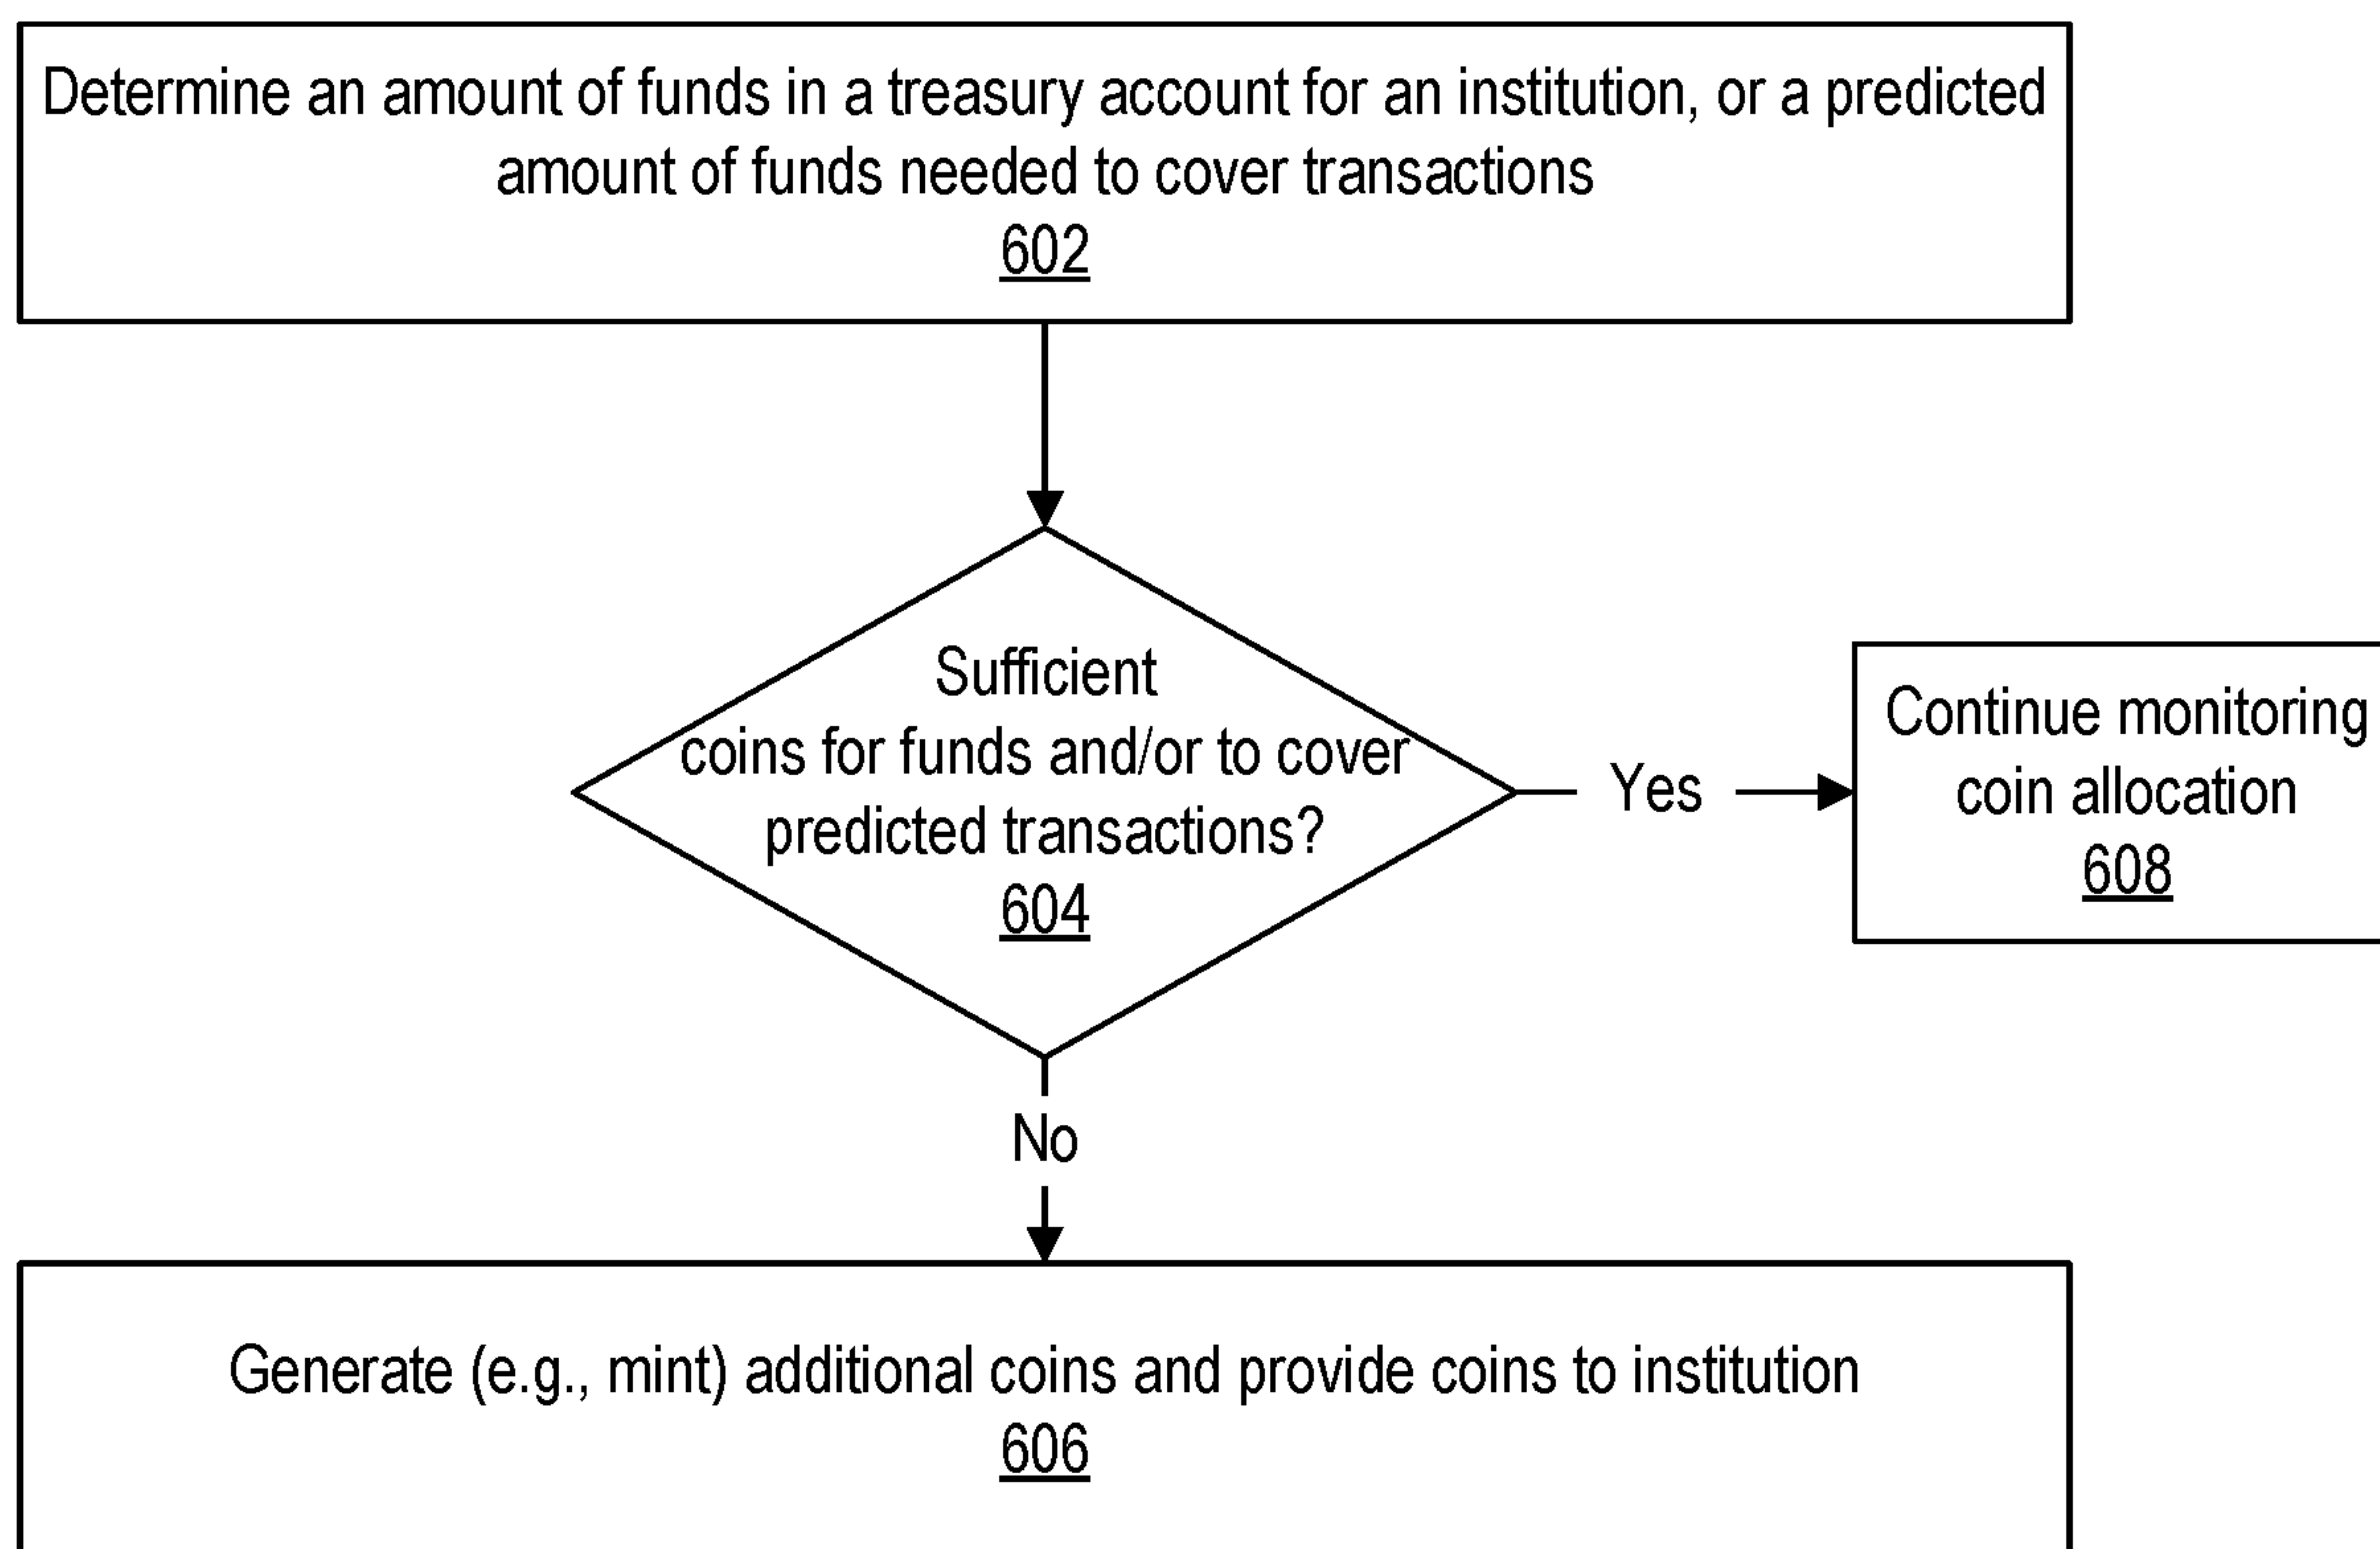 Determine an amount of funds in a treasury account for an institution, or a predicted
amount of funds needed to cover transactions
602
Sufficient
coins for funds and/or to cover
predicted transactions?
604
Yes
Continue monitoring
coin allocation
608
No
Generate (e.g., mint) additional coins and provide coins to institution
606